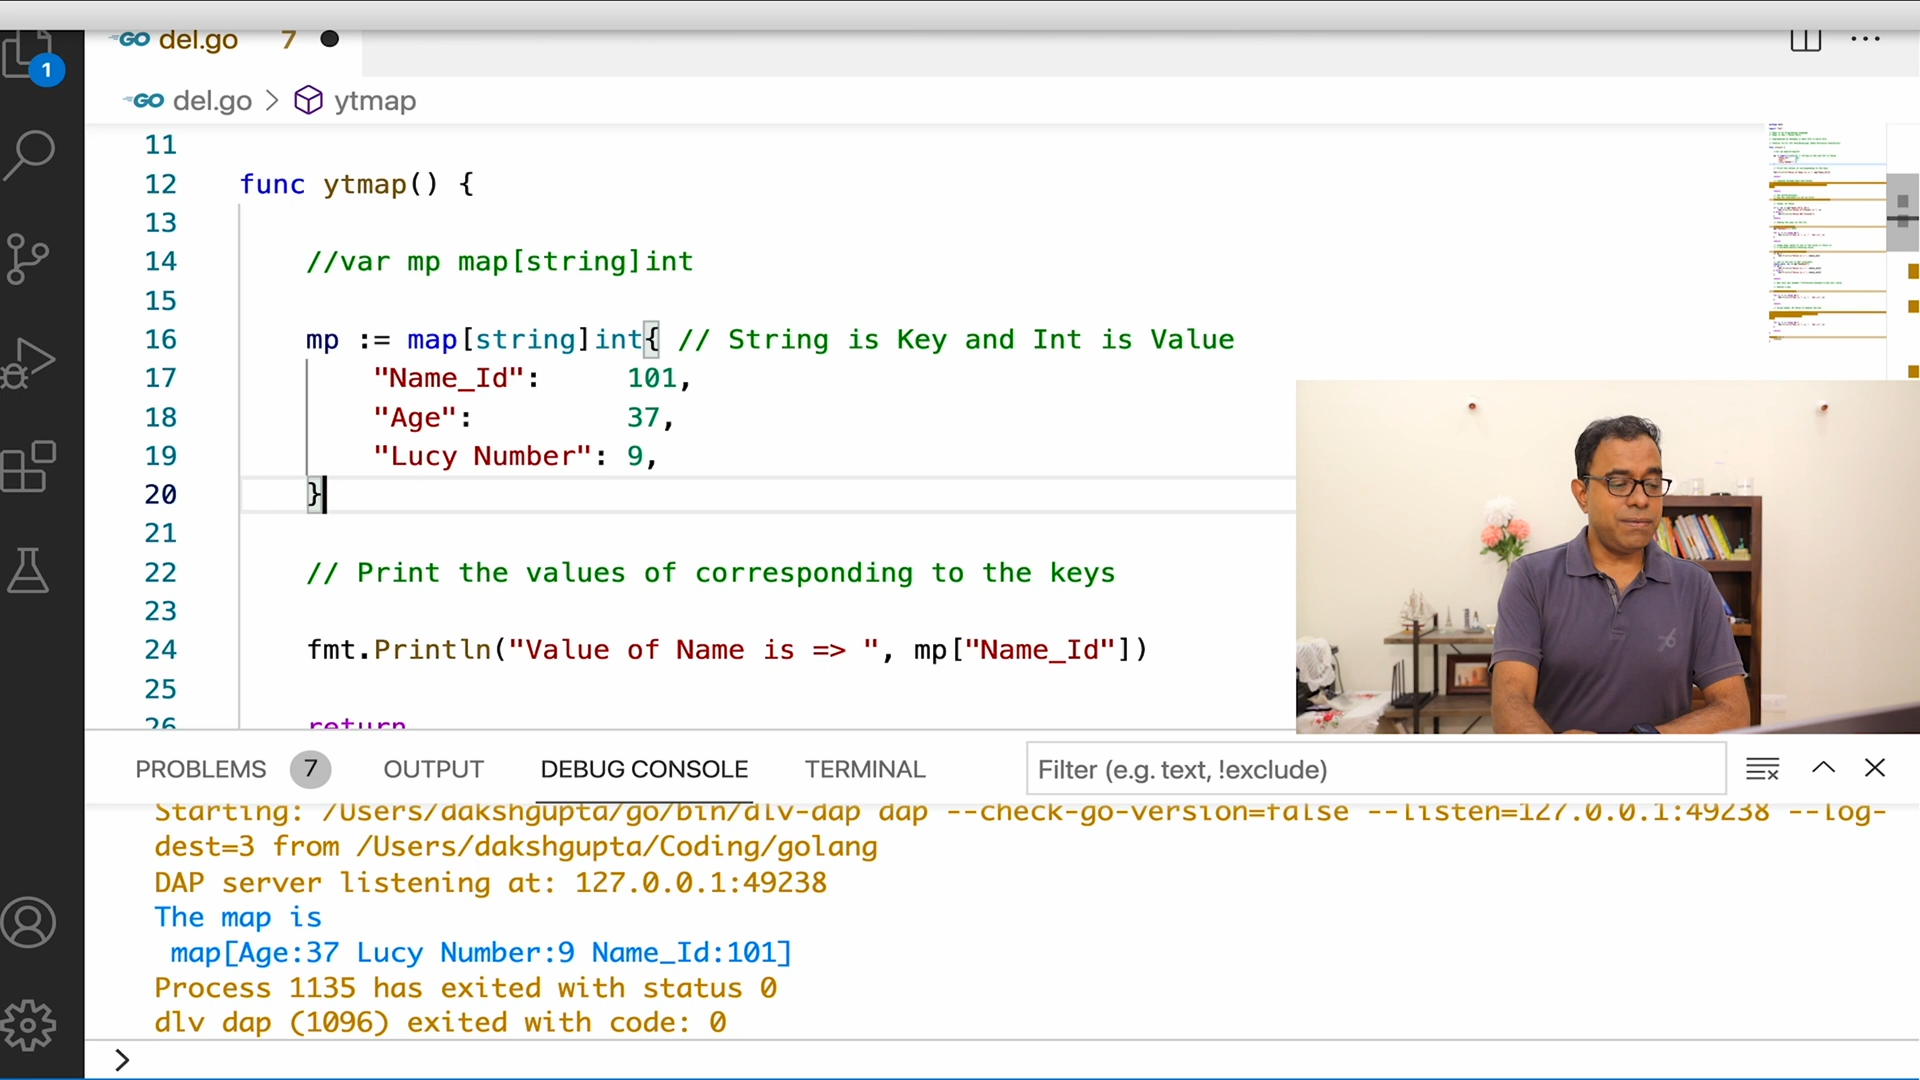 GO del.go 7
1
GO del.go > ytmap
11
12 func ytmap() {
13
14 //var mp map[string]int
15
16 mp := map[string]int{ // String is Key and Int is Value
17 "Name_Id": 101,
18 "Age": 37,
19 "Lucy Number": 9,
20 }
21
22 // Print the values of corresponding to the keys
23
24 fmt.Println("Value of Name is => ", mp["Name_Id"])
25
26 return
PROBLEMS 7 OUTPUT DEBUG CONSOLE TERMINAL Filter (e.g. text, !exclude)
Starting: /Users/dakshgupta/go/bin/dlv-dap dap --check-go-version=false --listen=127.0.0.1:49238 --log-
dest=3 from /Users/dakshgupta/Coding/golang
DAP server listening at: 127.0.0.1:49238
The map is
map[Age:37 Lucy Number:9 Name_Id:101]
Process 1135 has exited with status 0
dlv dap (1096) exited with code: 0
>